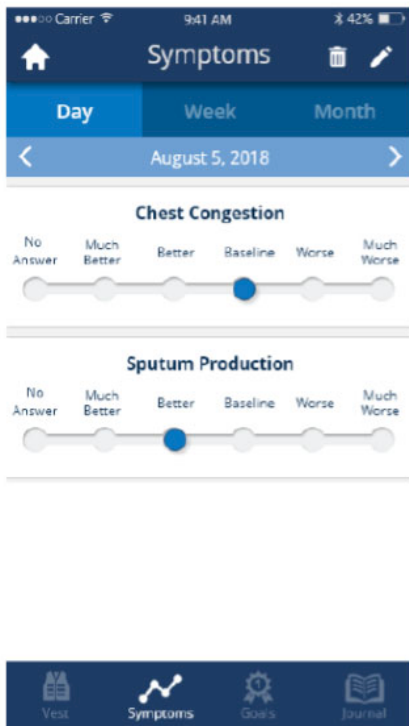 Carrier 9:41 AM 42%
Symptoms
Day Week Month
August 5, 2018
Chest Congestion
No Answer Much Better Better Baseline Worse Much Worse
Sputum Production
No Answer Much Better Better Baseline Worse Much Worse
1
Vest Symptoms Goals Journal